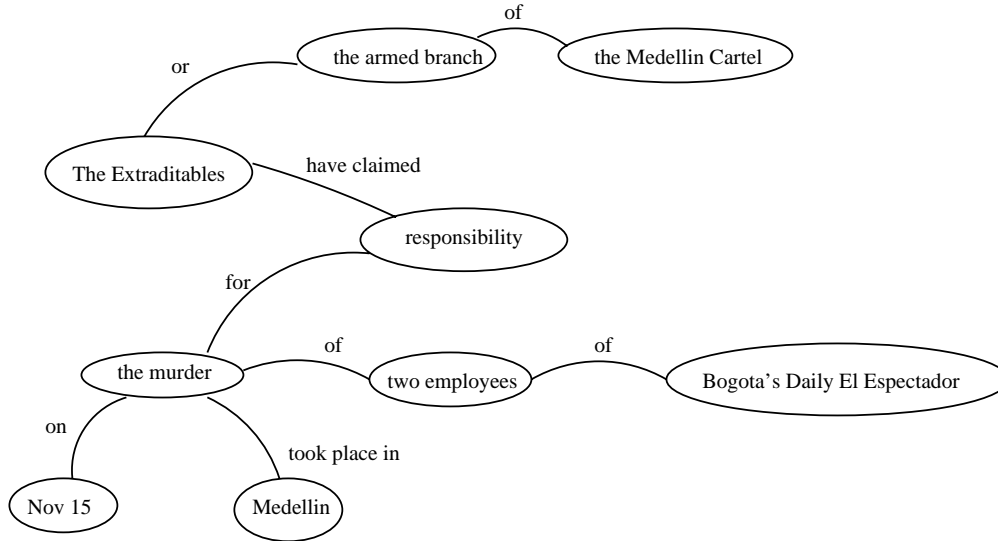 of
the armed branch
the Medellin Cartel
or
The Extraditables
have claimed
responsibility
for
the murder
of
two employees
of
Bogota's Daily El Espectador
on
took place in
Nov 15
Medellin